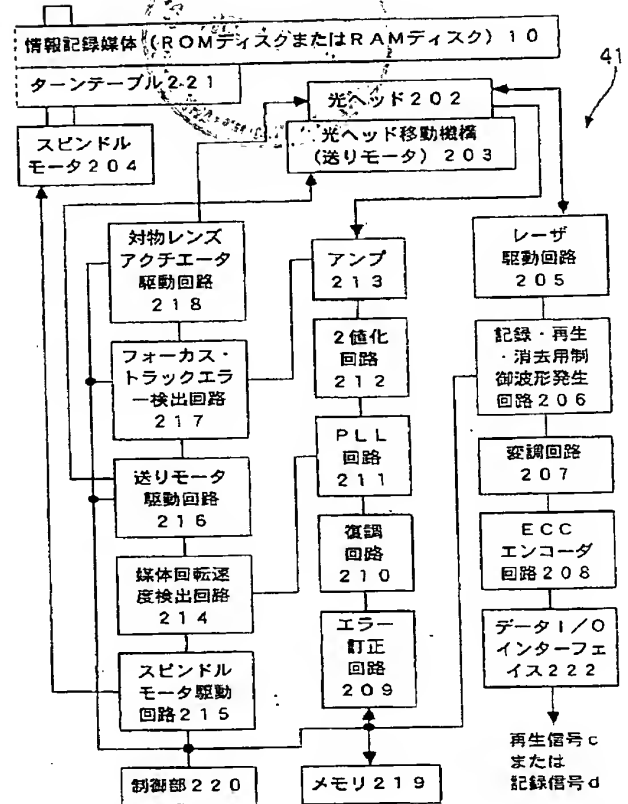 情報記録媒体(ROMディスクまたはRAMディスク)10
ターンテーブル221
光ヘッド202
41
スピンドル
モータ204
光ヘッド移動機構
(送りモータ)203
対物レンズ
アクチエータ
駆動回路
218
アンプ
213
レーザ
駆動回路
205
フォーカス・
トラックエラ
ー検出回路
217
2値化
回路
212
記録・再生
・消去用制
御波形発生
回路206
送りモータ
駆動回路
216
PLL
回路
211
変調回路
207
媒体回転速
度検出回路
214
復調
回路
210
ECC
エンコーダ
回路208
スピンドル
モータ駆動
回路215
エラー
訂正
回路
209
データI/O
インターフェ
イス222
制御部220
メモリ219
再生信号c
または
記録信号d